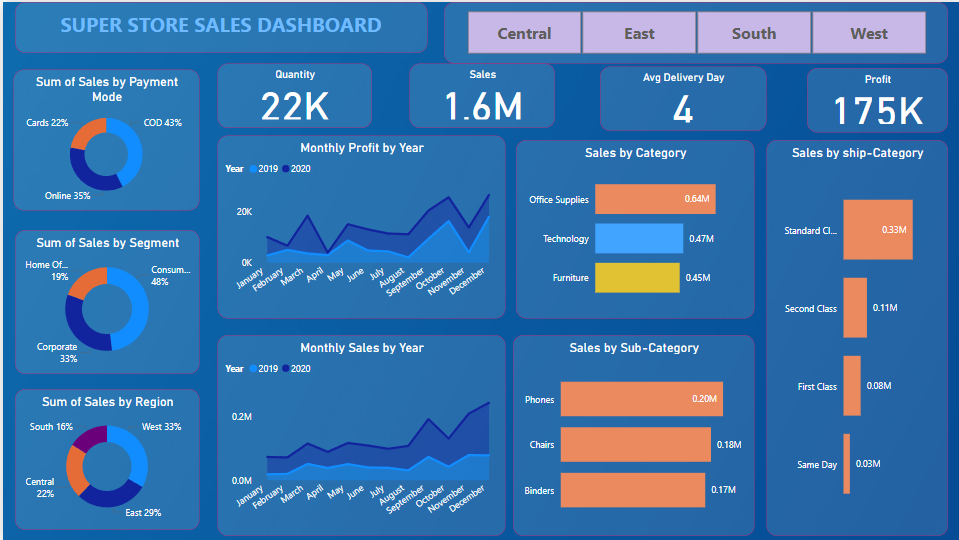 SUPER STORE SALES DASHBOARD
Central
East
South
West
Sum of Sales by Payment
Mode
Cards 22%
COD 43%
Online 35%
Quantity
22K
Sales
1.6M
Avg Delivery Day
4
Profit
175K
Monthly Profit by Year
Year 2019 2020
20K
0K
January
February
March
April
May
June
July
August
September
October
November
December
Sales by Category
Office Supplies 0.64M
Technology 0.47M
Furniture 0.45M
Sales by ship-Category
Standard Cl... 0.33M
Second Class 0.11M
First Class 0.08M
Same Day 0.03M
Sum of Sales by Segment
Home Of...
19%
Consum...
48%
Corporate
33%
Monthly Sales by Year
Year 2019 2020
0.2M
0.0M
January
February
March
April
May
June
July
August
September
October
November
December
Sales by Sub-Category
Phones 0.20M
Chairs 0.18M
Binders 0.17M
Sum of Sales by Region
South 16%
West 33%
Central
22%
East 29%